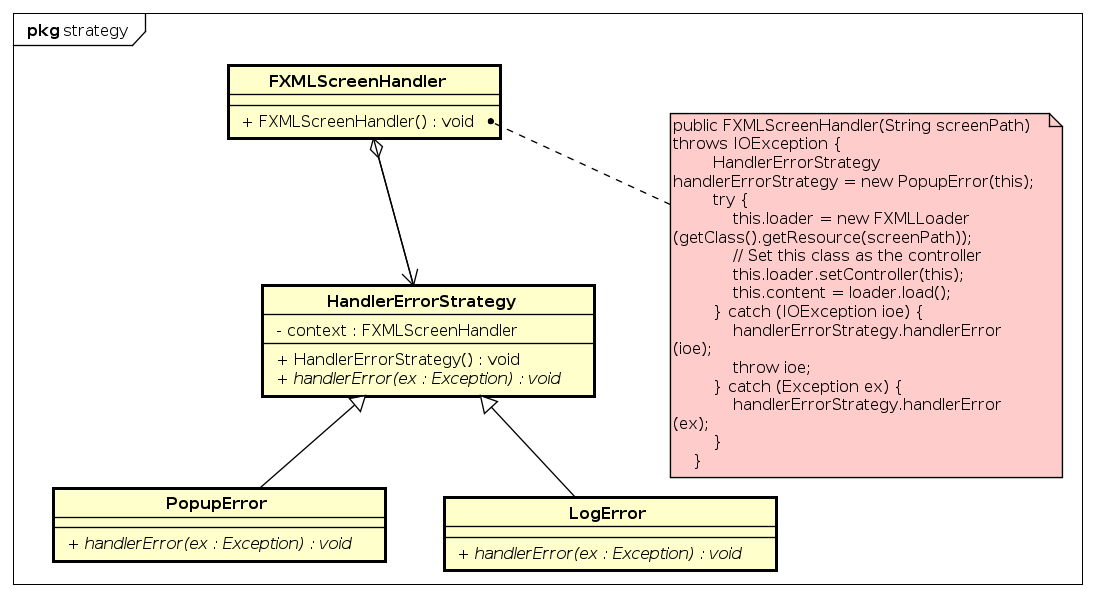 pkg strategy
FXMLScreenHandler
+ FXMLScreenHandler() : void
public FXMLScreenHandler(String screenPath)
throws IOException {
HandlerErrorStrategy
handlerErrorStrategy = new PopupError(this);
try {
this.loader = new FXMLLoader
(getClass().getResource(screenPath));
// Set this class as the controller
this.loader.setController(this);
this.content = loader.load();
} catch (IOException ioe) {
handlerErrorStrategy.handlerError
(ioe);
throw ioe;
} catch (Exception ex) {
handlerErrorStrategy.handlerError
(ex);
}
}
HandlerErrorStrategy
- context : FXMLScreenHandler
+ HandlerErrorStrategy() : void
+ handlerError(ex : Exception) : void
PopupError
+ handlerError(ex : Exception) : void
LogError
+ handlerError(ex : Exception) : void